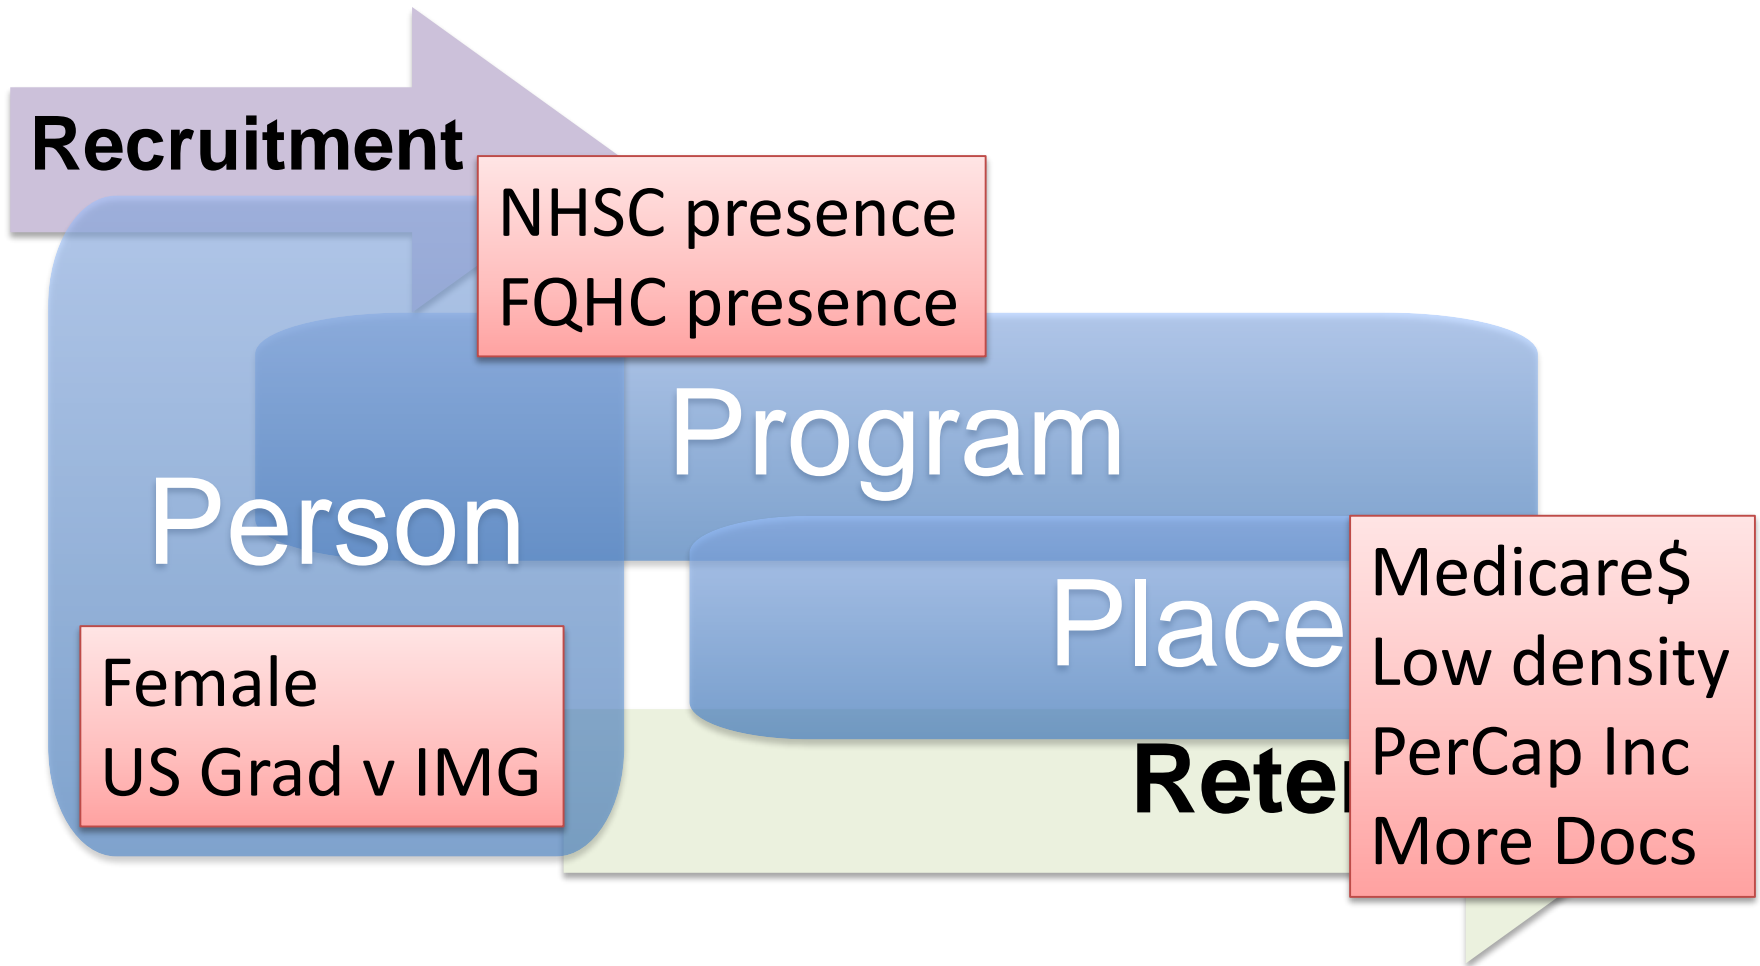 Recruitment
NHSC presence
FQHC presence
Program
Person
Place
Female
US Grad v IMG
Medicare$
Low density
PerCap Inc
More Docs